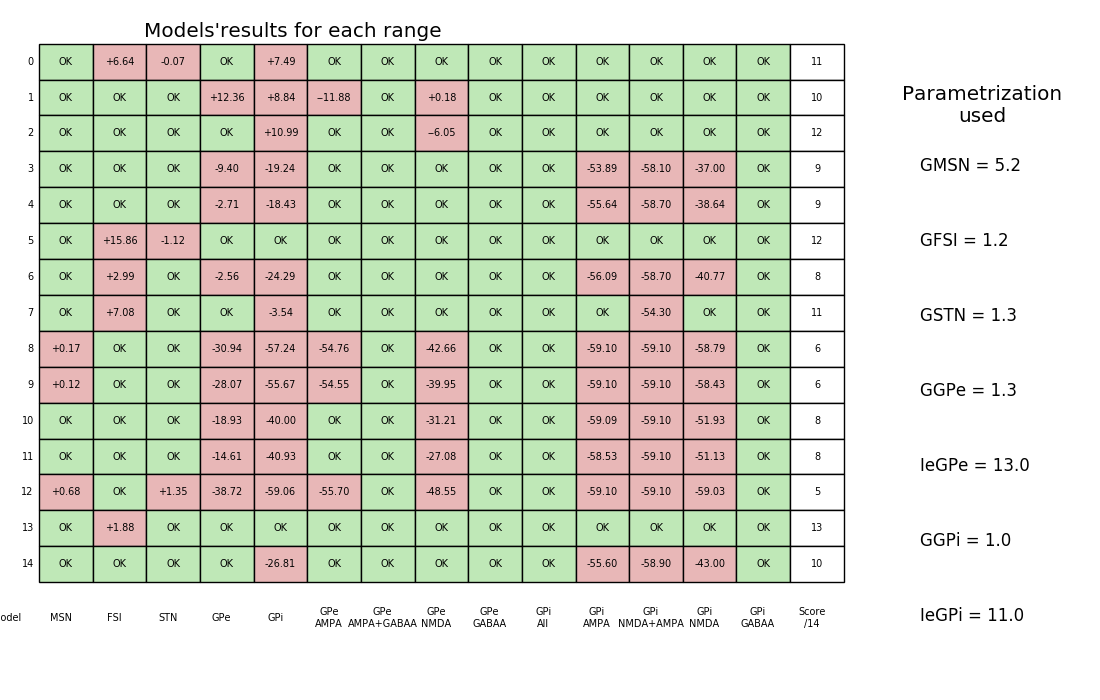 Models'results for each range
0 OK +6.64 -0.07 OK +7.49 OK OK OK OK OK OK OK OK OK 11
1 OK OK OK +12.36 +8.84 −11.88 OK +0.18 OK OK OK OK OK OK 10
2 OK OK OK OK +10.99 OK OK −6.05 OK OK OK OK OK OK 12
3 OK OK OK -9.40 -19.24 OK OK OK OK OK -53.89 -58.10 -37.00 OK 9
4 OK OK OK -2.71 -18.43 OK OK OK OK OK -55.64 -58.70 -38.64 OK 9
5 OK +15.86 -1.12 OK OK OK OK OK OK OK OK OK OK OK 12
6 OK +2.99 OK -2.56 -24.29 OK OK OK OK OK -56.09 -58.70 -40.77 OK 8
7 OK +7.08 OK OK -3.54 OK OK OK OK OK OK -54.30 OK OK 11
8 +0.17 OK OK -30.94 -57.24 -54.76 OK -42.66 OK OK -59.10 -59.10 -58.79 OK 6
9 +0.12 OK OK -28.07 -55.67 -54.55 OK -39.95 OK OK -59.10 -59.10 -58.43 OK 6
10 OK OK OK -18.93 -40.00 OK OK -31.21 OK OK -59.09 -59.10 -51.93 OK 8
11 OK OK OK -14.61 -40.93 OK OK -27.08 OK OK -58.53 -59.10 -51.13 OK 8
12 +0.68 OK +1.35 -38.72 -59.06 -55.70 OK -48.55 OK OK -59.10 -59.10 -59.03 OK 5
13 OK +1.88 OK OK OK OK OK OK OK OK OK OK OK OK 13
14 OK OK OK OK -26.81 OK OK OK OK OK -55.60 -58.90 -43.00 OK 10
GPe GPe GPe GPe GPi GPi GPi GPi GPi Score
odel MSN FSI STN GPe GPi
AMPA AMPA+GABAA NMDA GABAA All AMPA NMDA+AMPA NMDA GABAA /14
Parametrization
used
GMSN = 5.2
GFSI = 1.2
GSTN = 1.3
GGPe = 1.3
IeGPe = 13.0
GGPi = 1.0
IeGPi = 11.0